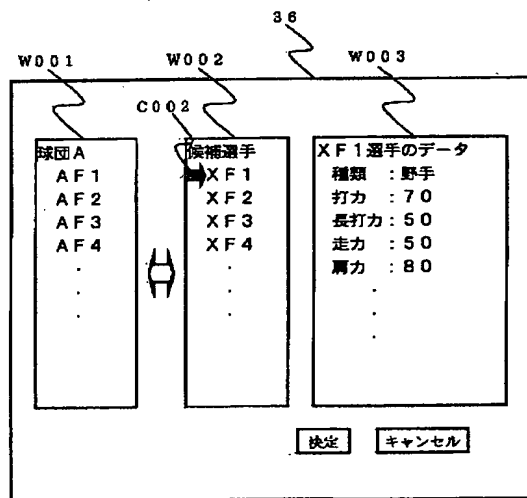 36
W001
W002
W003
C002
球団A
AF1
AF2
AF3
AF4
候補選手
XF1
XF2
XF3
XF4
XF1選手のデータ
種類 :野手
打力 :70
長打力:50
走力 :50
肩力 :80
決定
キャンセル